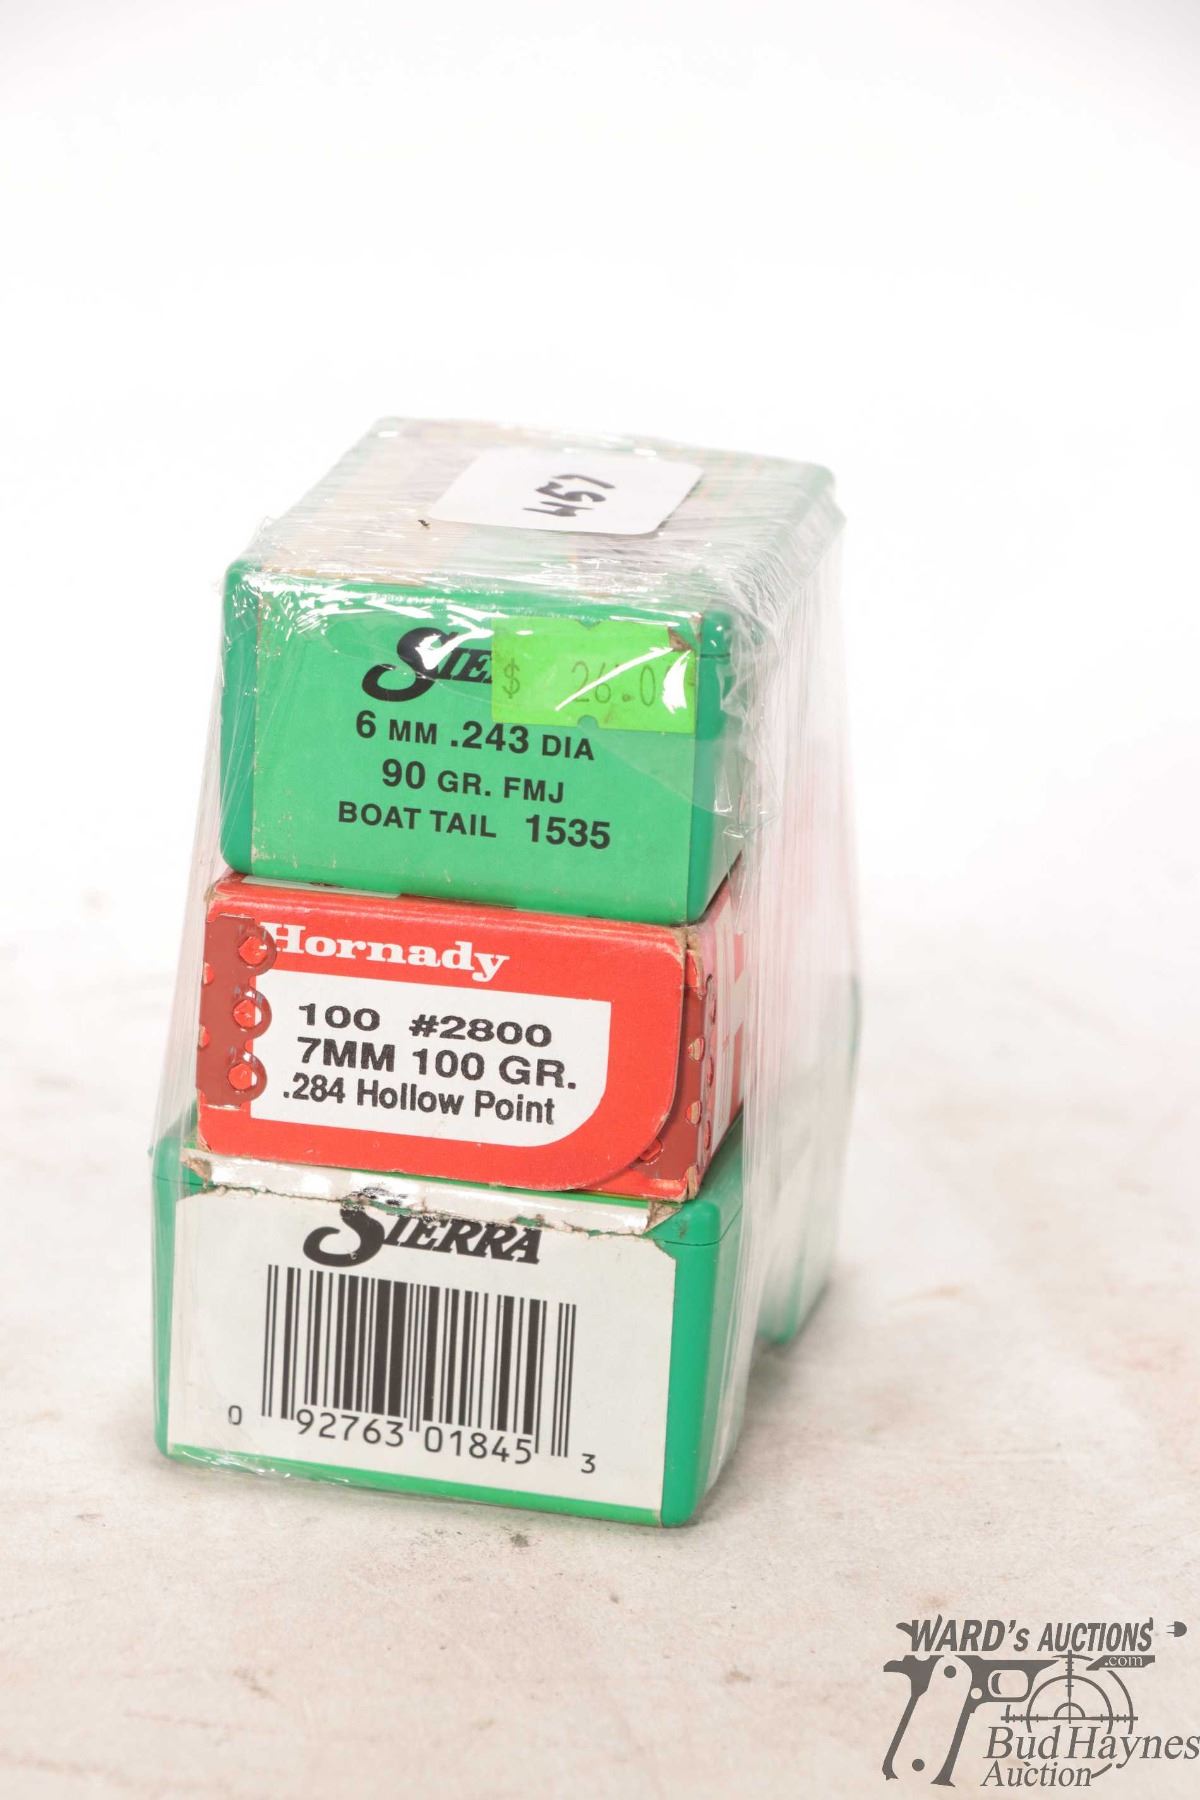 457
SIE
$ 26.0
6 MM .243 DIA
90 GR. FMJ
BOAT TAIL 1535
Hornady
100 #2800
7MM 100 GR.
.284 Hollow Point
SIERRA
0 92763 01845 3
WARD's AUCTIONS
.com
Bud Haynes
Auction